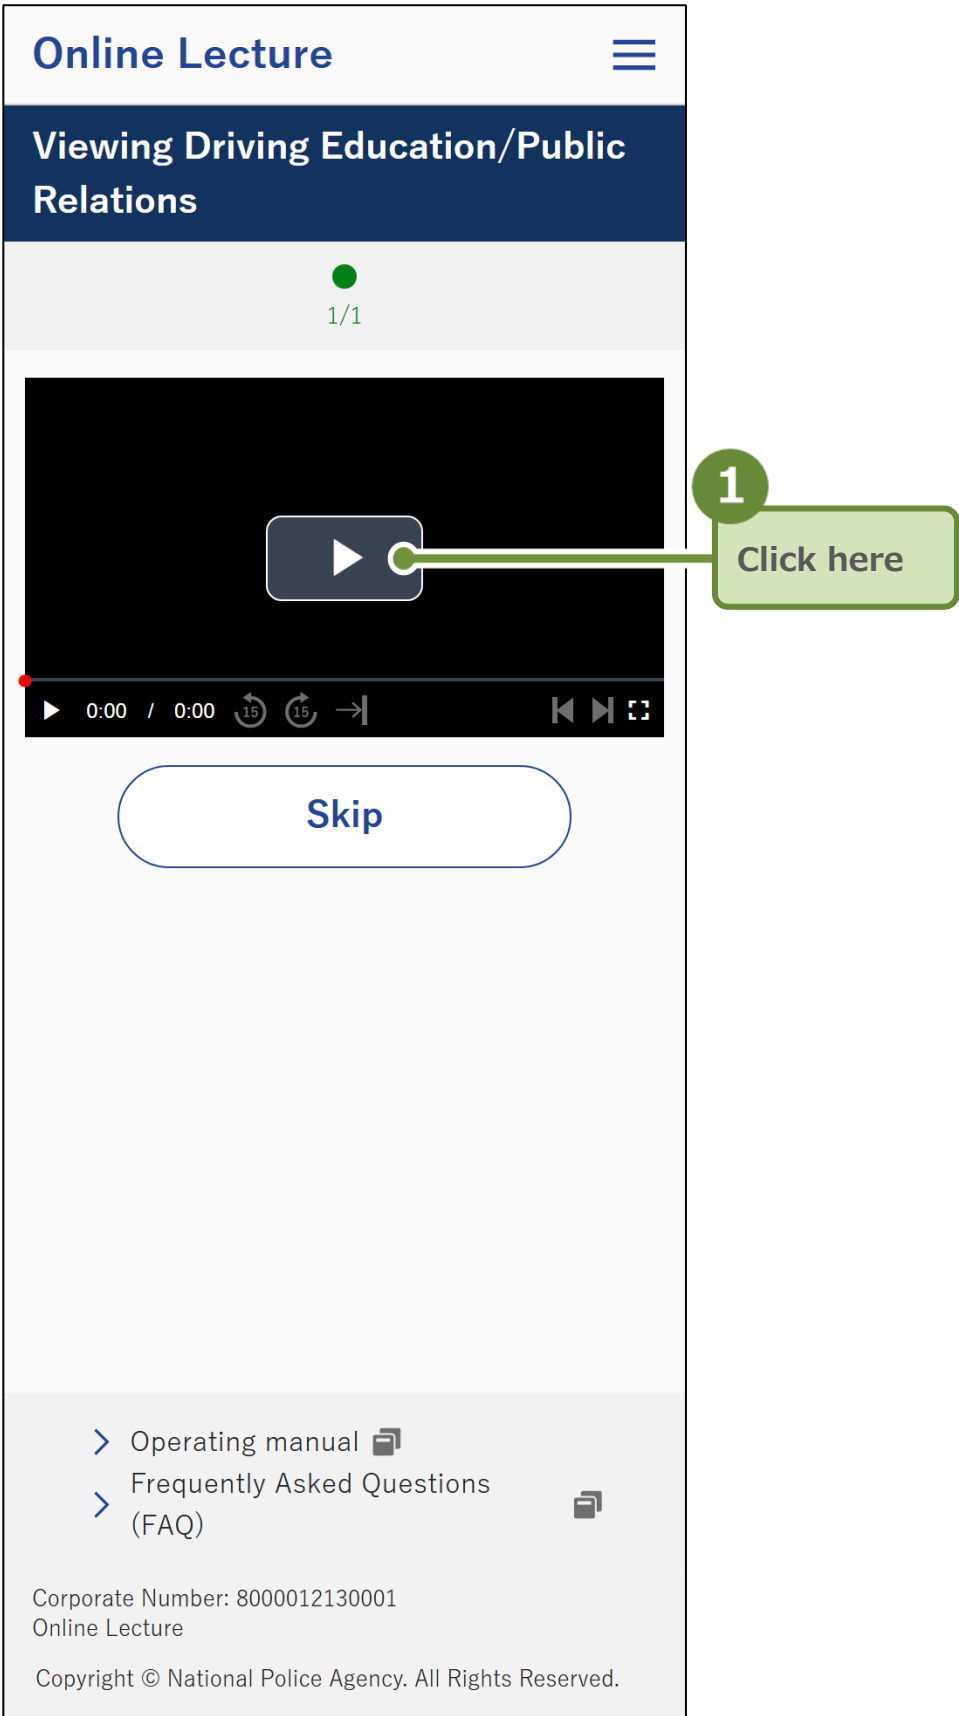 Online Lecture
Viewing Driving Education/Public
Relations
1/1
1
Click here
0:00 / 0:00 15 15
Skip
Operating manual
Frequently Asked Questions
(FAQ)
Corporate Number: 8000012130001
Online Lecture
Copyright © National Police Agency. All Rights Reserved.